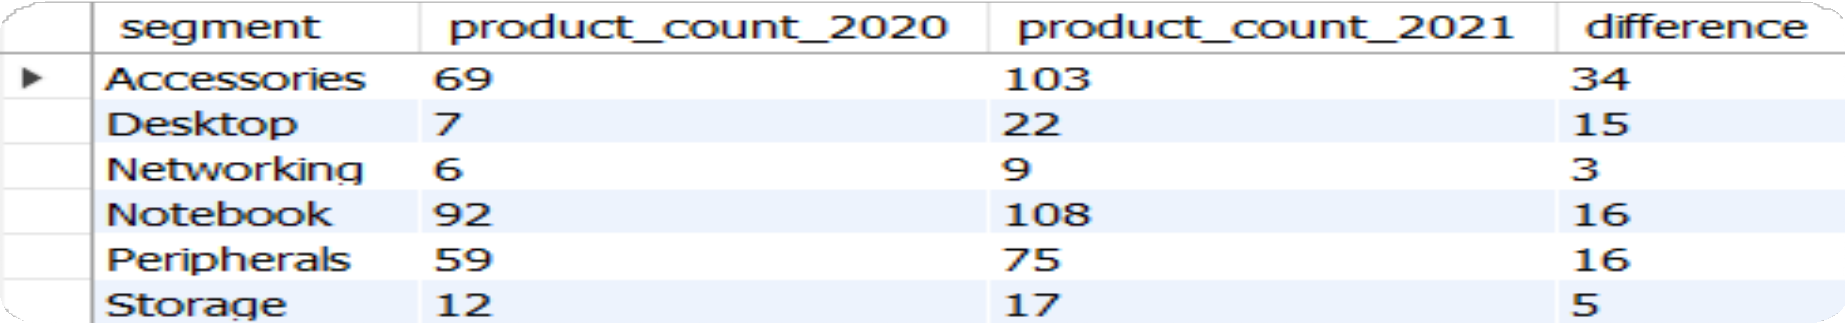 segment product_count_2020 product_count_2021 difference
Accessories 69 103 34
Desktop 7 22 15
Networking 6 9 3
Notebook 92 108 16
Peripherals 59 75 16
Storage 12 17 5